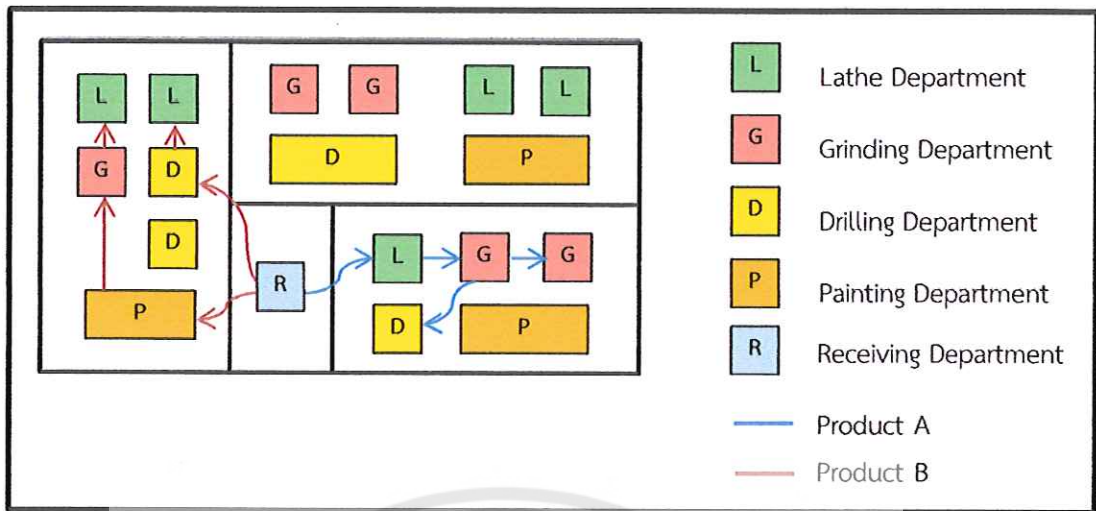 L L
G D
D
P
G G L L
D P
R
L G G
D P
L Lathe Department
G Grinding Department
D Drilling Department
P Painting Department
R Receiving Department
Product A
Product B